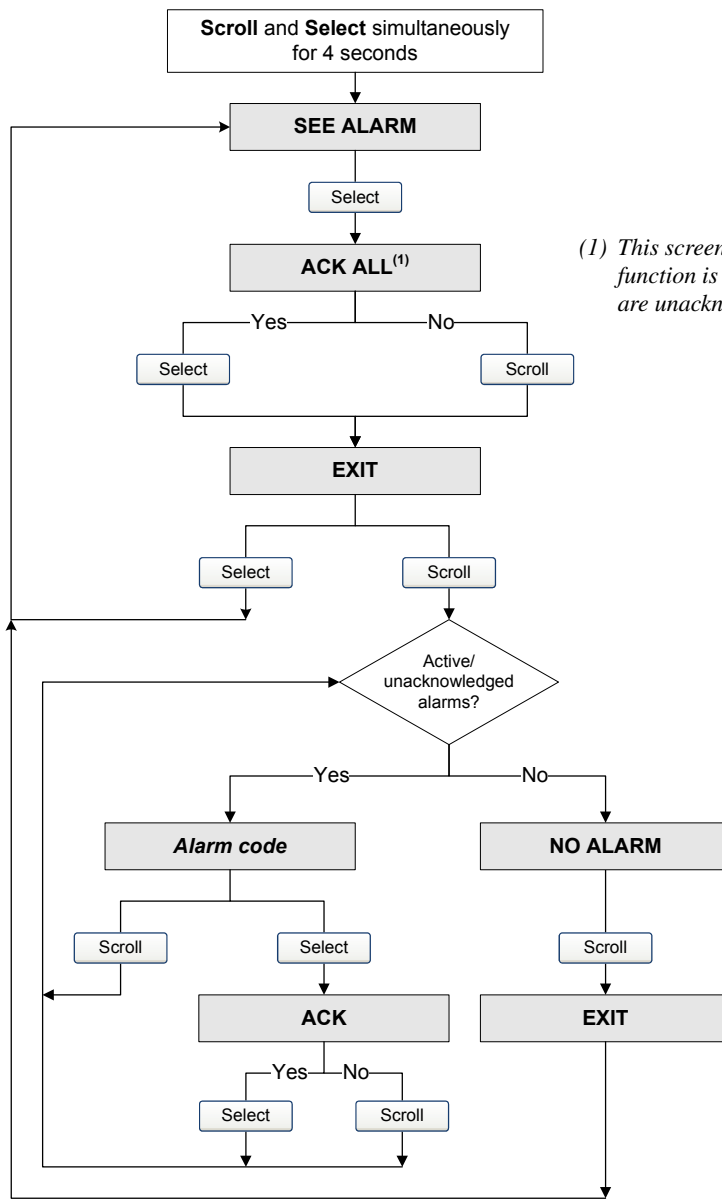 Scroll and Select simultaneously
for 4 seconds
SEE ALARM
Select
ACK ALL(1)
(1) This screen
function is
are
Yes
No
Select
Scroll
EXIT
Select
Scroll
Active/
unacknowledged
alarms?
Yes
No
Alarm code
NO ALARM
Scroll
Select
Scroll
ACK
EXIT
Yes
No
Select
Scroll